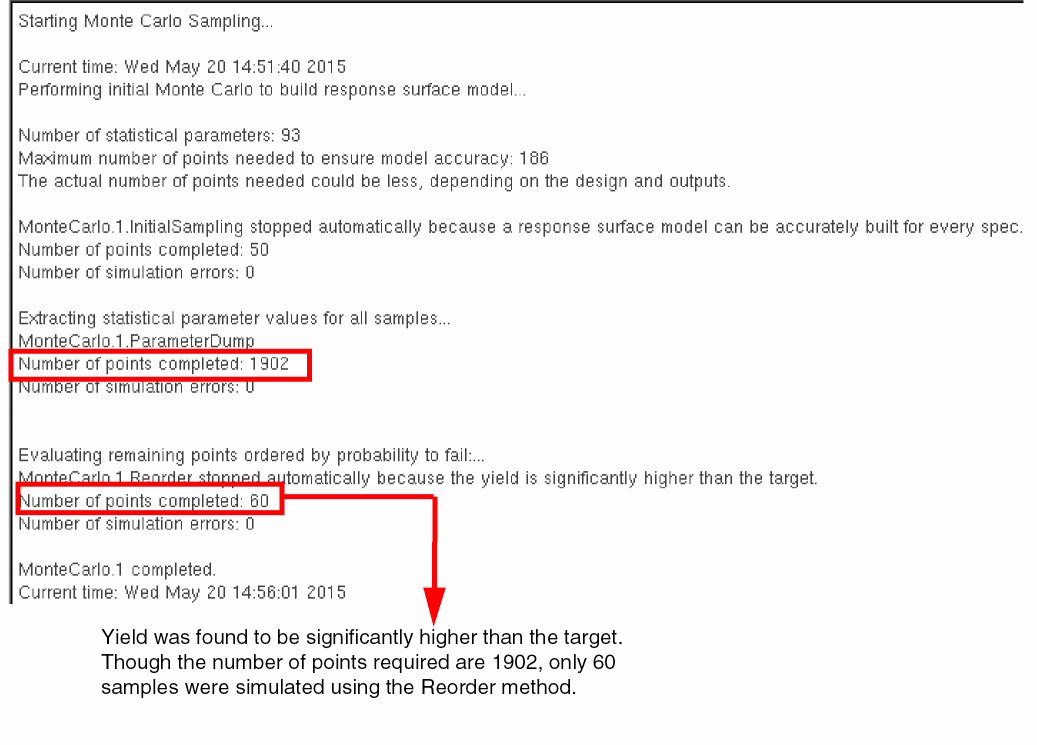 Starting Monte Carlo Sampling...
Current time: Wed May 20 14:51:40 2015
Performing initial Monte Carlo to build response surface model...
Number of statistical parameters: 93
Maximum number of points needed to ensure model accuracy: 186
The actual number of points needed could be less, depending on the design and outputs.
MonteCarlo.1.InitialSampling stopped automatically because a response surface model can be accurately built for every spec.
Number of points completed: 50
Number of simulation errors: 0
Extracting statistical parameter values for all samples...
MonteCarlo.1.ParameterDump
Number of points completed: 1902
Number of simulation errors: 0
Evaluating remaining points ordered by probability to fail:...
MonteCarlo.1.Reorder stopped automatically because the yield is significantly higher than the target.
Number of points completed: 60
Number of simulation errors: 0
MonteCarlo.1 completed.
Current time: Wed May 20 14:56:01 2015
Yield was found to be significantly higher than the target.
Though the number of points required are 1902, only 60
samples were simulated using the Reorder method.